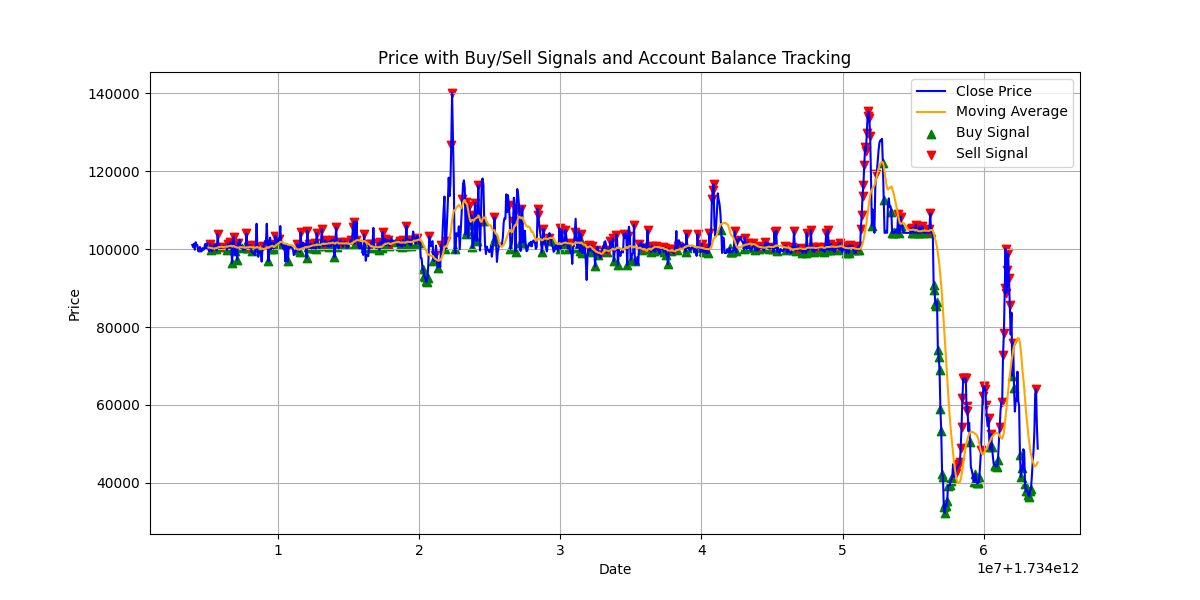 Price with Buy/Sell Signals and Account Balance Tracking
140000
120000
100000
80000
60000
40000
Price
Close Price
Moving Average
Buy Signal
Sell Signal
1 2 3 4 5 6
Date
1e7+1.734e12